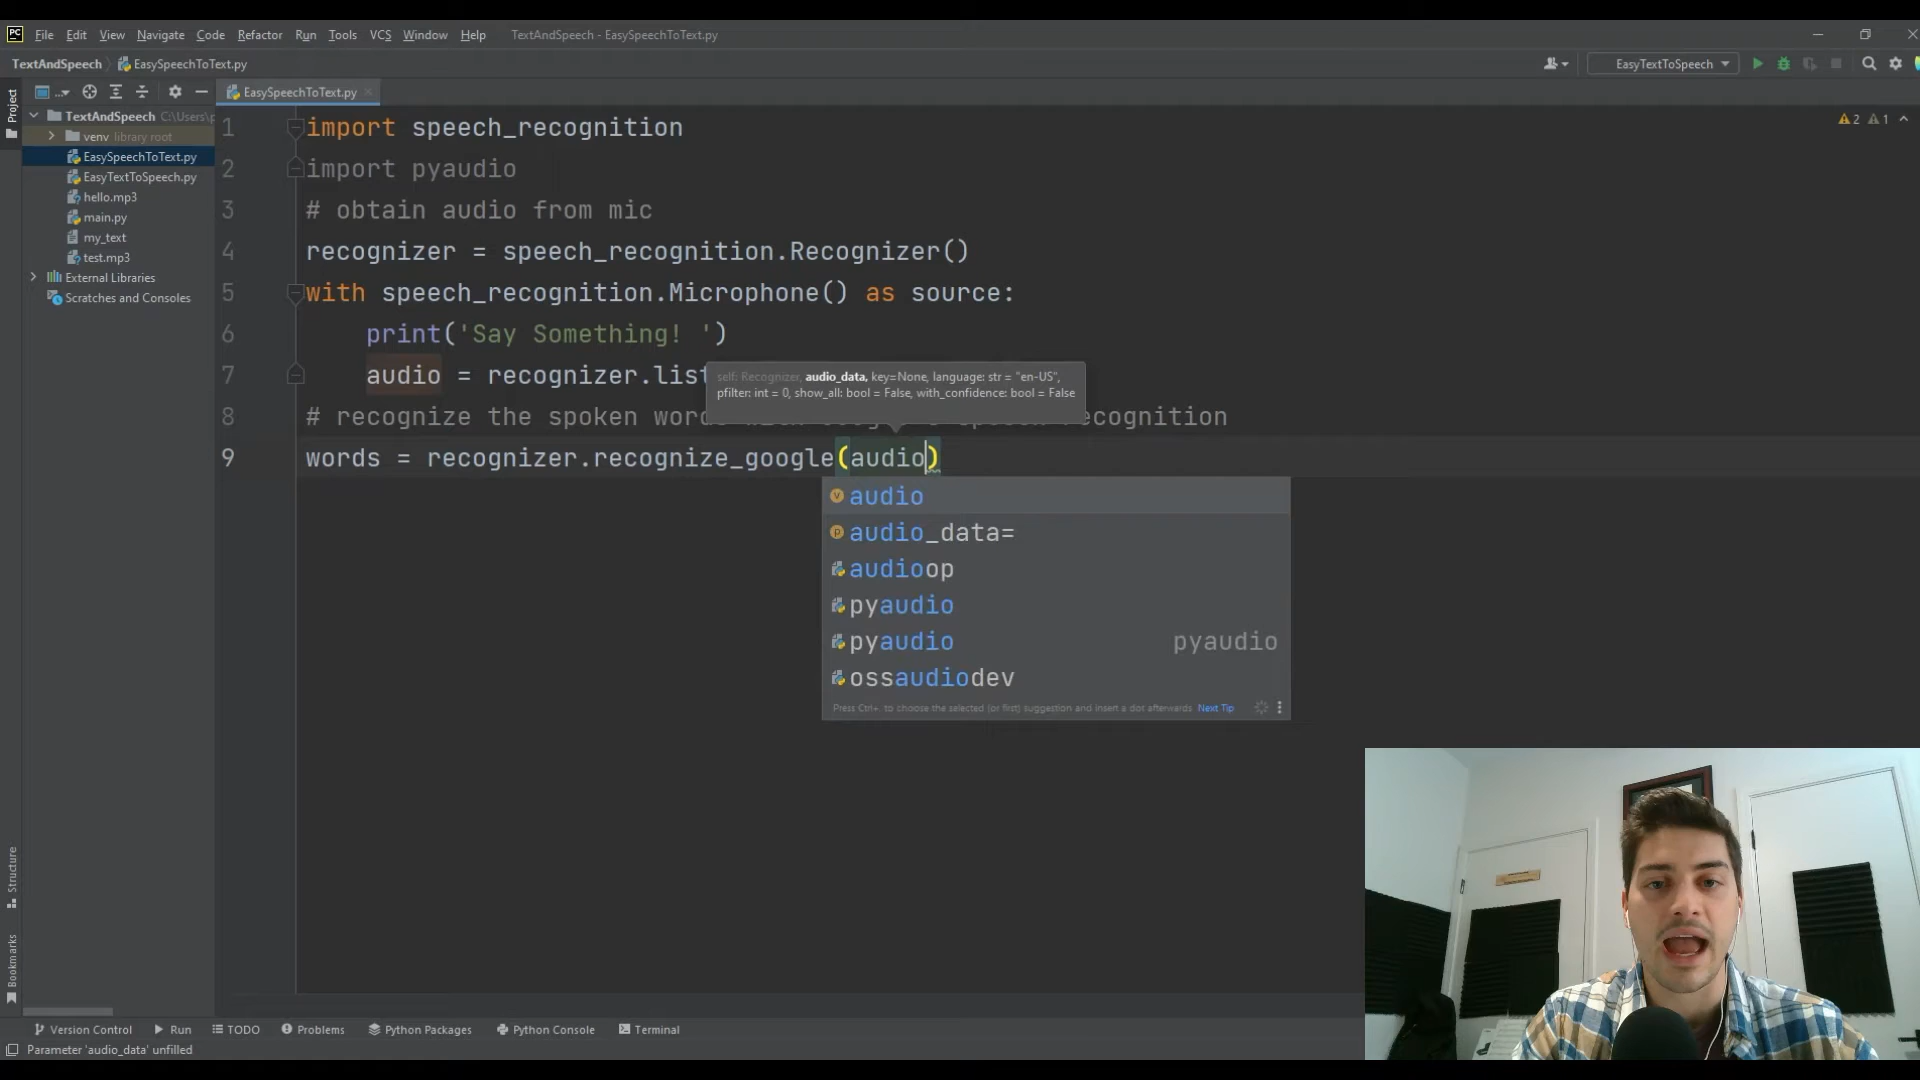 PC File Edit View Navigate Code Refactor Run Tools VCS Window Help TextAndSpeech - EasySpeechToText.py
TextAndSpeech EasySpeechToText.py EasyTextToSpeech
Project
EasySpeechToText.py
TextAndSpeech C:\Users\p
venv library root
EasySpeechToText.py
EasyTextToSpeech.py
hello.mp3
main.py
my_text
test.mp3
External Libraries
Scratches and Consoles
2 1
1 import speech_recognition
2 import pyaudio
3 # obtain audio from mic
4 recognizer = speech_recognition.Recognizer()
5 with speech_recognition.Microphone() as source:
6 print('Say Something! ')
7 audio = recognizer.list
self: Recognizer, audio_data, key=None, language: str = "en-US",
pfilter: int = 0, show_all: bool = False, with_confidence: bool = False
8 # recognize the spoken words recognition
9 words = recognizer.recognize_google(audio)
audio
audio_data=
audioop
pyaudio
pyaudio pyaudio
ossaudiodev
Press Ctrl+. to choose the selected (or first) suggestion and insert a dot afterwards Next Tip
Structure
Bookmarks
Version Control Run TODO Problems Python Packages Python Console Terminal
Parameter 'audio_data' unfilled